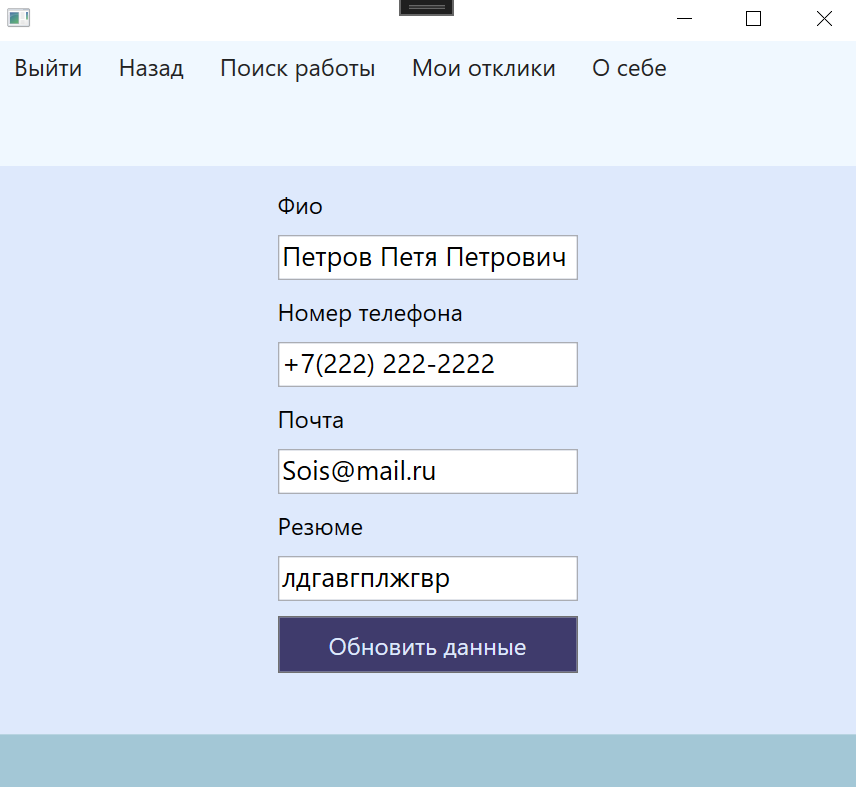 Выйти Назад Поиск работы Мои отклики О себе
Фио
Петров Петя Петрович
Номер телефона
+7(222) 222-2222
Почта
Sois@mail.ru
Резюме
лдгавгплжгвр
Обновить данные